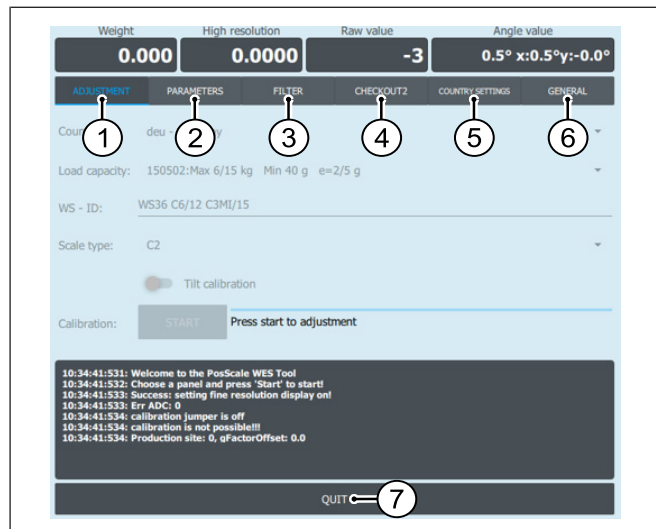 Weight High resolution Raw value Angle value
0.000 0.0000 -3 0.5° x:0.5°y:-0.0°
ADJUSTMENT PARAMETERS FILTER CHECKOUT2 COUNTRY SETTINGS GENERAL
1 2 3 4 5 6
deu -
Load capacity: 150502:Max 6/15 kg Min 40 g e=2/5 g
WS - ID: WS36 C6/12 C3MI/15
Scale type: C2
Tilt calibration
Calibration: START Press start to adjustment
10:34:41:531: Welcome to the PosScale WES Tool
10:34:41:532: Choose a panel and press 'Start' to start!
10:34:41:533: Success: setting fine resolution display on!
10:34:41:533: Err ADC: 0
10:34:41:534: calibration jumper is off
10:34:41:534: calibration is not possible!!!
10:34:41:534: Production site: 0, gFactorOffset: 0.0
QUIT 7